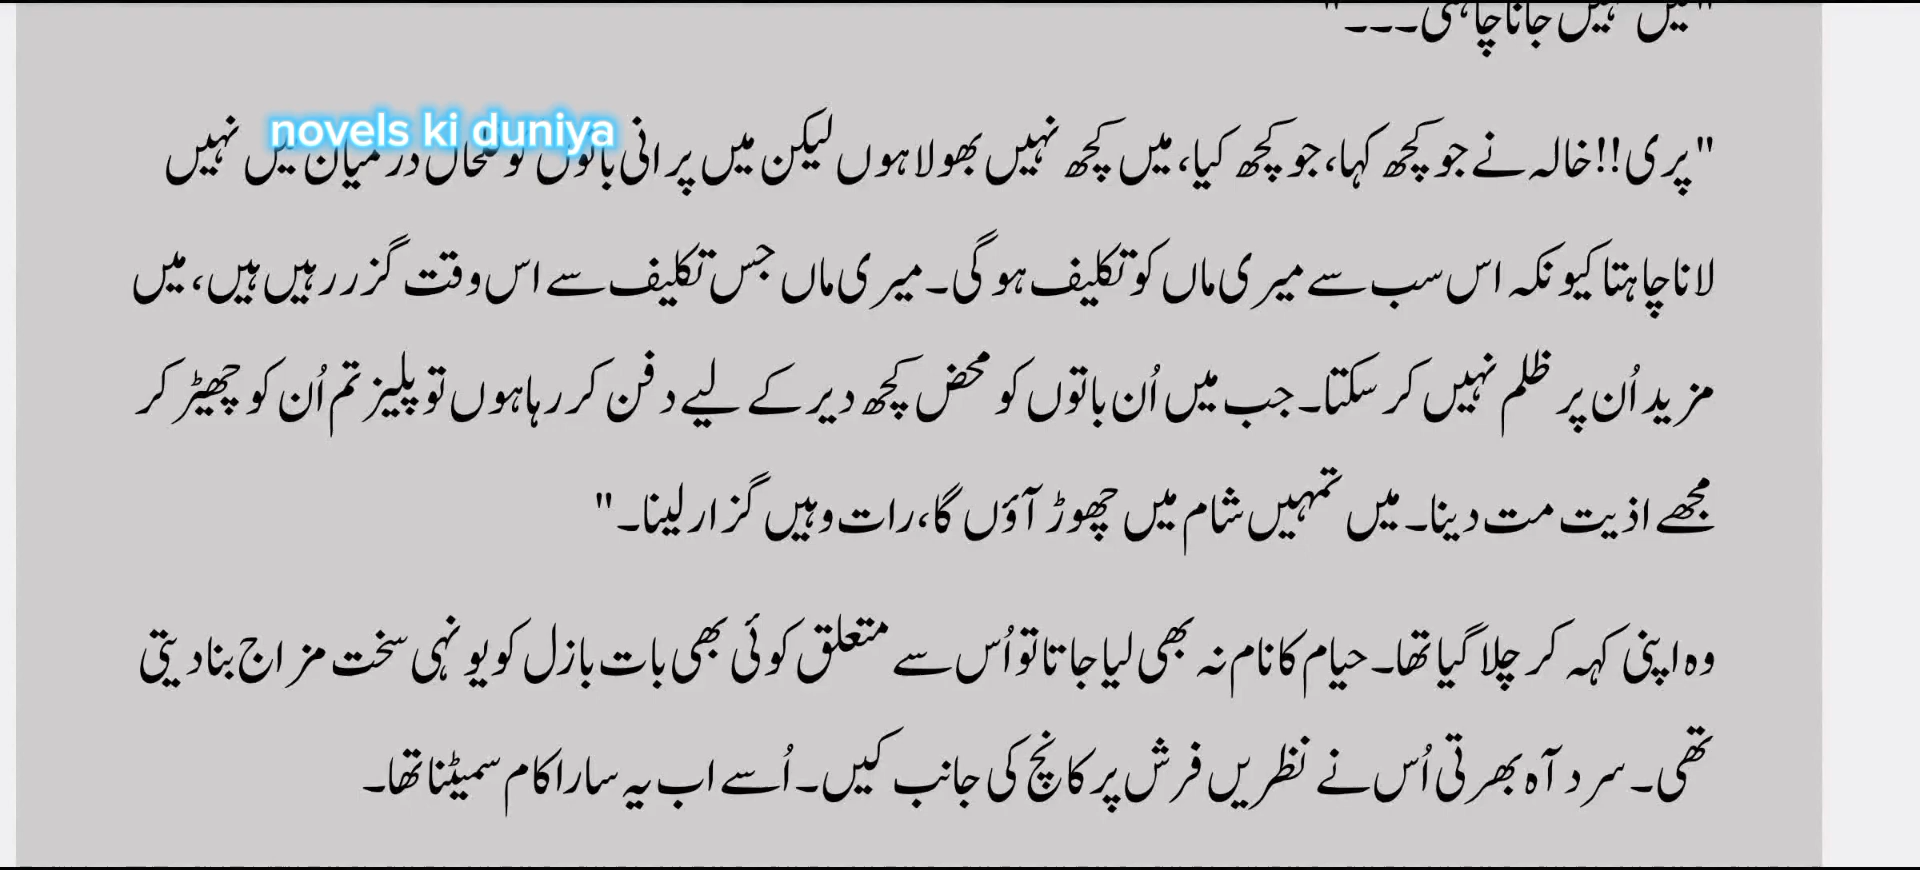 "میں نہیں جانا چاہتی۔۔۔"
novels ki duniya
"پری!! خالہ نے جو کچھ کہا، جو کچھ کیا، میں کچھ نہیں بھولا ہوں لیکن میں پرانی باتوں کو فلحال درمیان میں نہیں
لانا چاہتا کیونکہ اس سب سے میری ماں کو تکلیف ہوگی۔ میری ماں جس تکلیف سے اس وقت گزر رہیں ہیں، میں
مزید اُن پر ظلم نہیں کر سکتا۔ جب میں اُن باتوں کو محض کچھ دیر کے لیے دفن کر رہا ہوں تو پلیز تم اُن کو چھیڑ کر
مجھے اذیت مت دینا۔ میں تمہیں شام میں چھوڑ آؤں گا، رات وہیں گزار لینا۔"
وہ اپنی کہہ کر چلا گیا تھا۔ حیام کا نام نہ بھی لیا جاتا تو اُس سے متعلق کوئی بھی بات بازل کو یونہی سخت مزاج بنا دیتی
تھی۔ سرد آہ بھرتی اُس نے نظریں فرش پر کانچ کی جانب کیں۔ اُسے اب یہ سارا کام سمیٹنا تھا۔